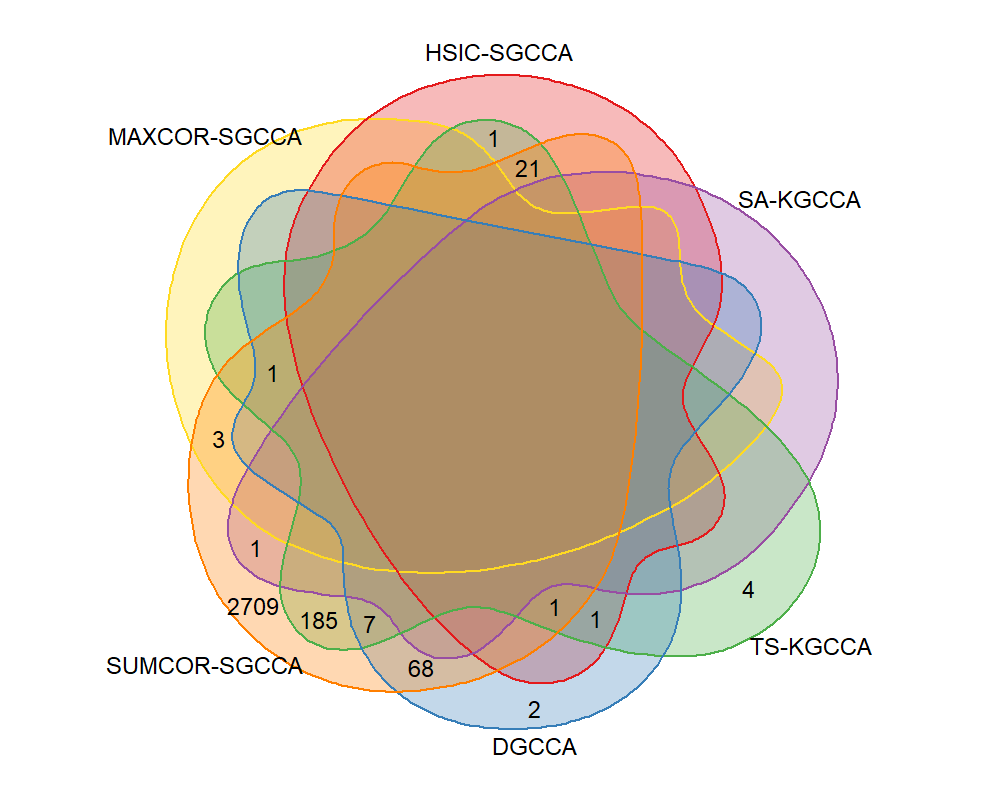 HSIC-SGCCA
MAXCOR-SGCCA
1
21
SA-KGCCA
1
3
1
2709
185
7
1
1
4
SUMCOR-SGCCA
68
TS-KGCCA
2
DGCCA